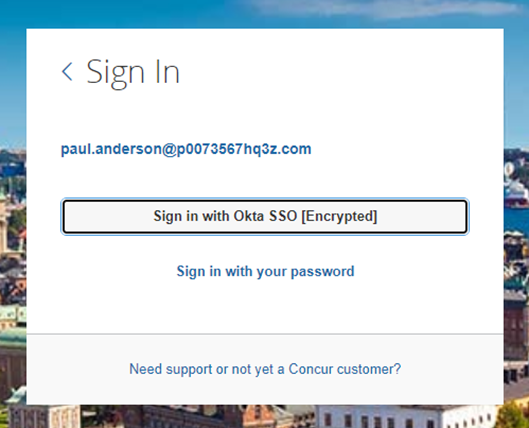 Sign In
paul.anderson@p0073567hq3z.com
Sign in with Okta SSO [Encrypted]
Sign in with your password
Need support or not yet a Concur customer?